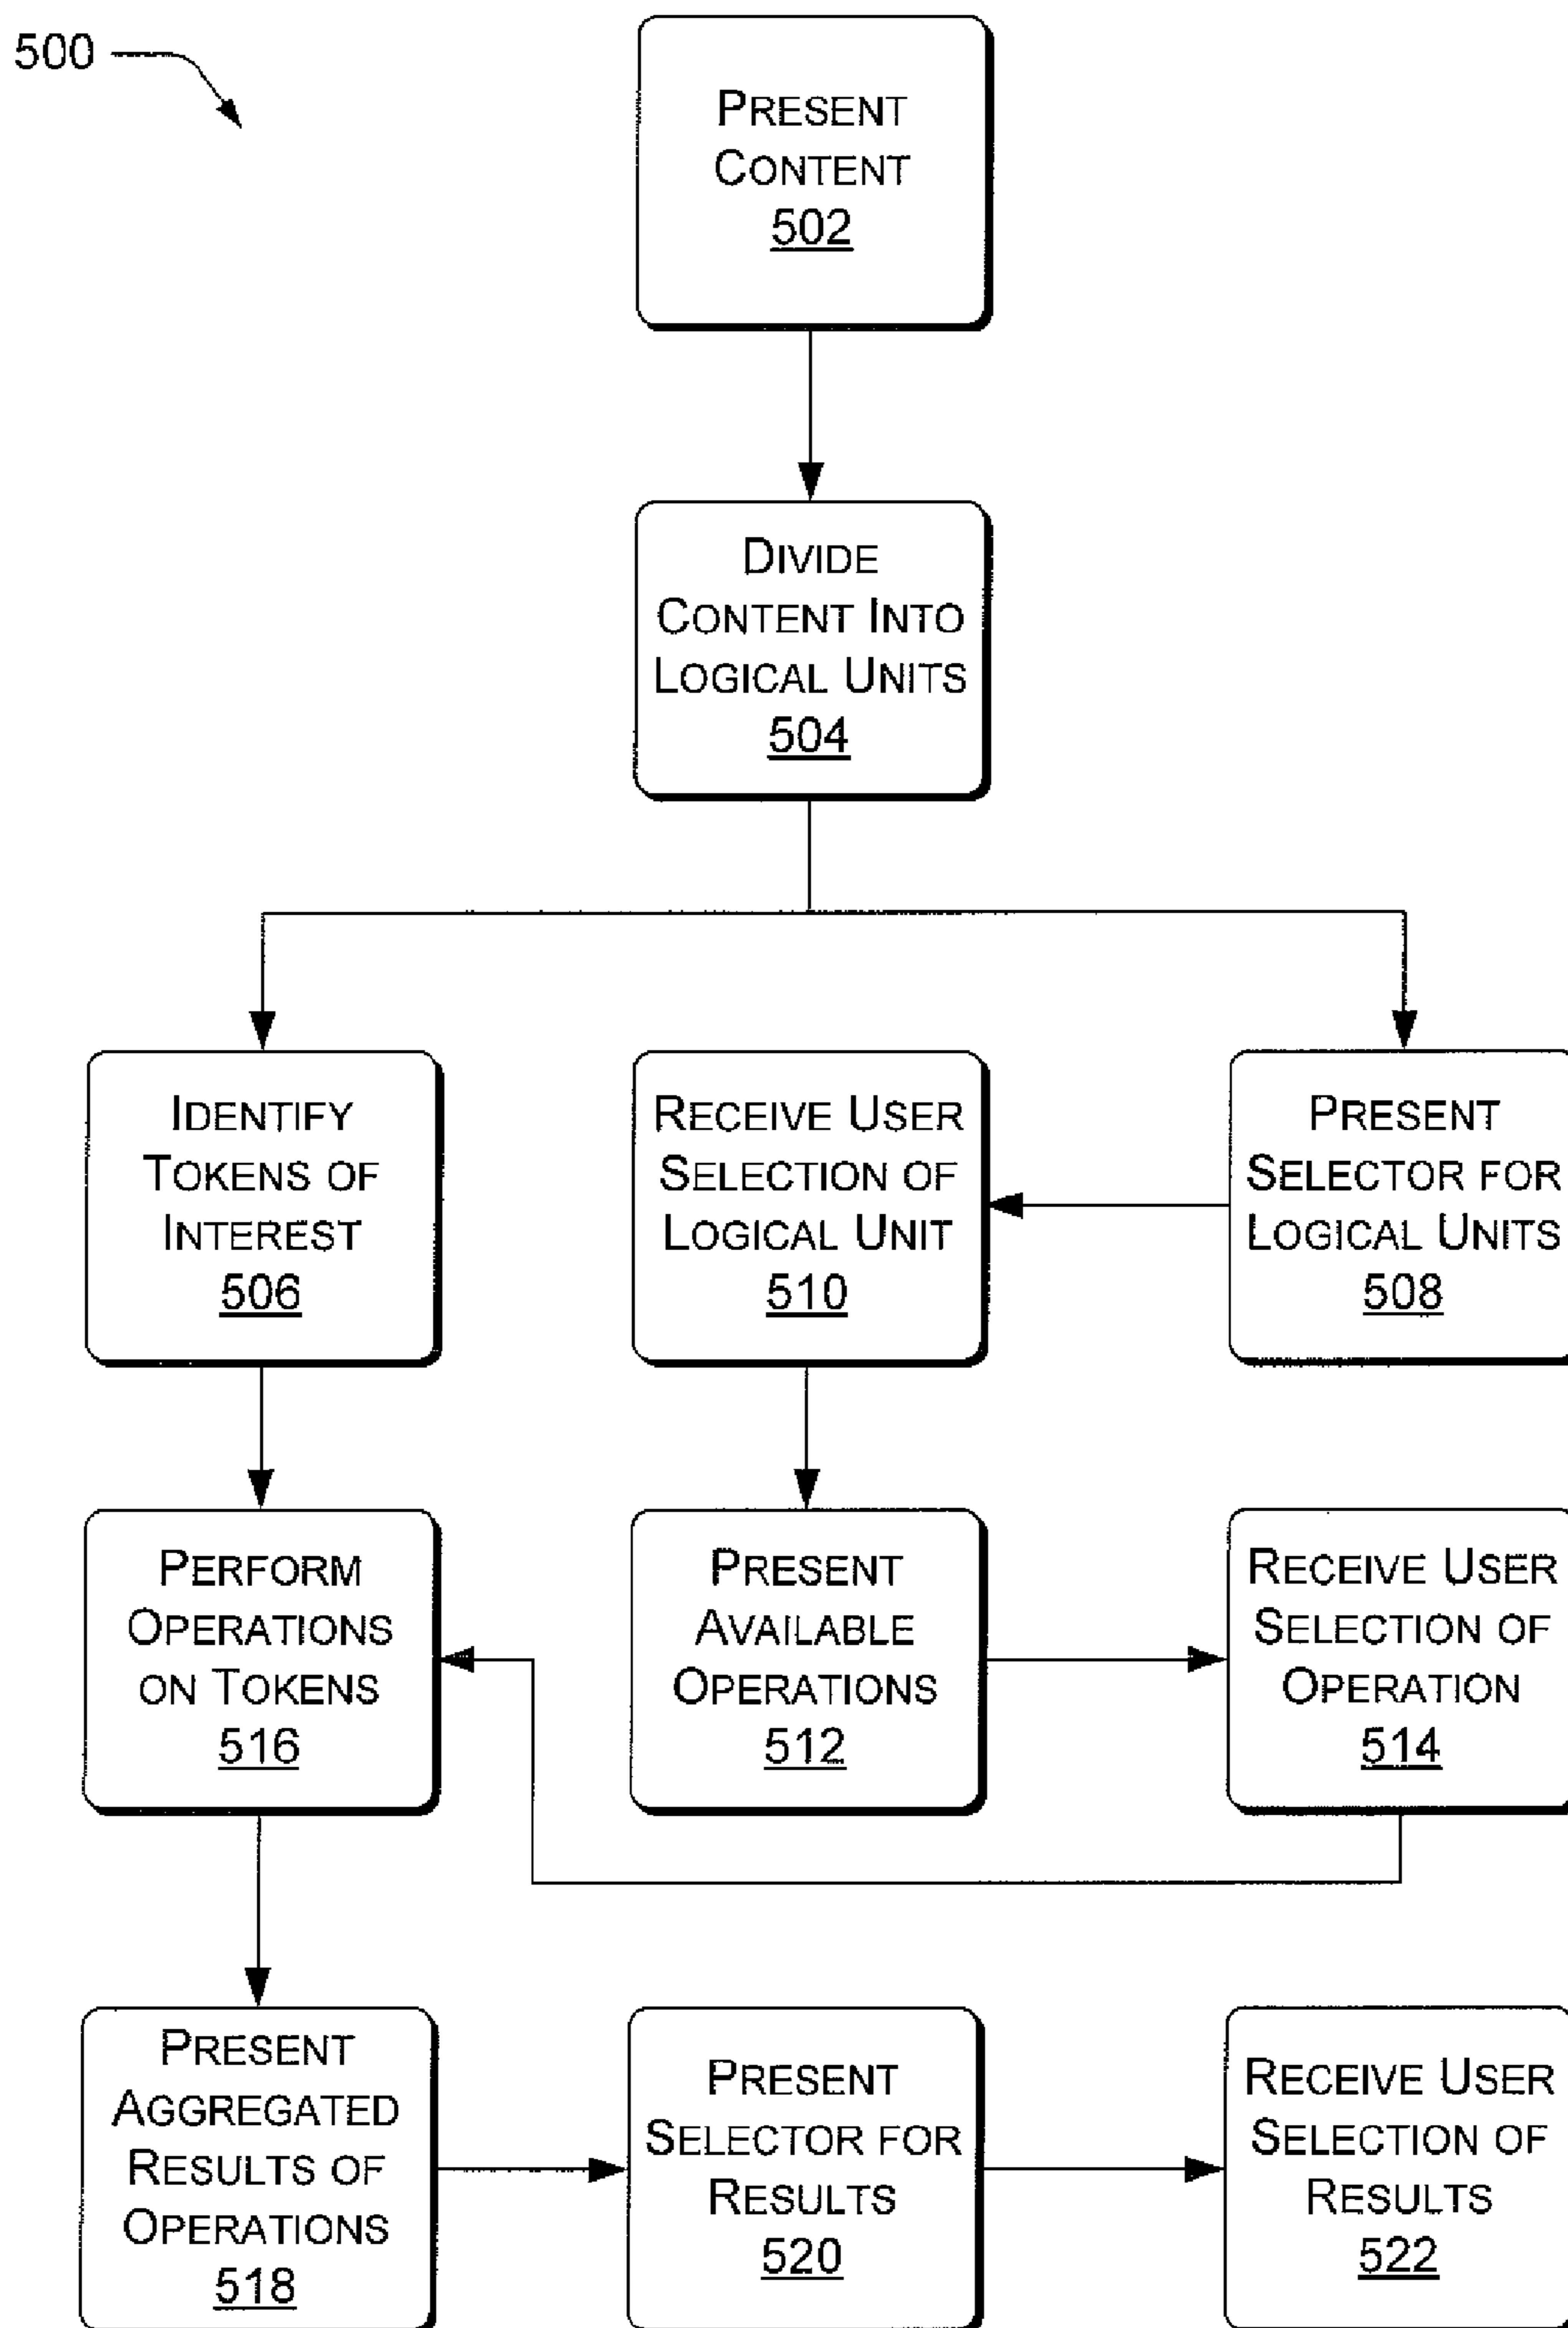 500
PRESENT
CONTENT
502
DIVIDE
CONTENT INTO
LOGICAL UNITS
504
IDENTIFY
TOKENS OF
INTEREST
506
RECEIVE USER
SELECTION OF
LOGICAL UNIT
510
PRESENT
SELECTOR FOR
LOGICAL UNITS
508
PERFORM
OPERATIONS
ON TOKENS
516
PRESENT
AVAILABLE
OPERATIONS
512
RECEIVE USER
SELECTION OF
OPERATION
514
PRESENT
AGGREGATED
RESULTS OF
OPERATIONS
518
PRESENT
SELECTOR FOR
RESULTS
520
RECEIVE USER
SELECTION OF
RESULTS
522